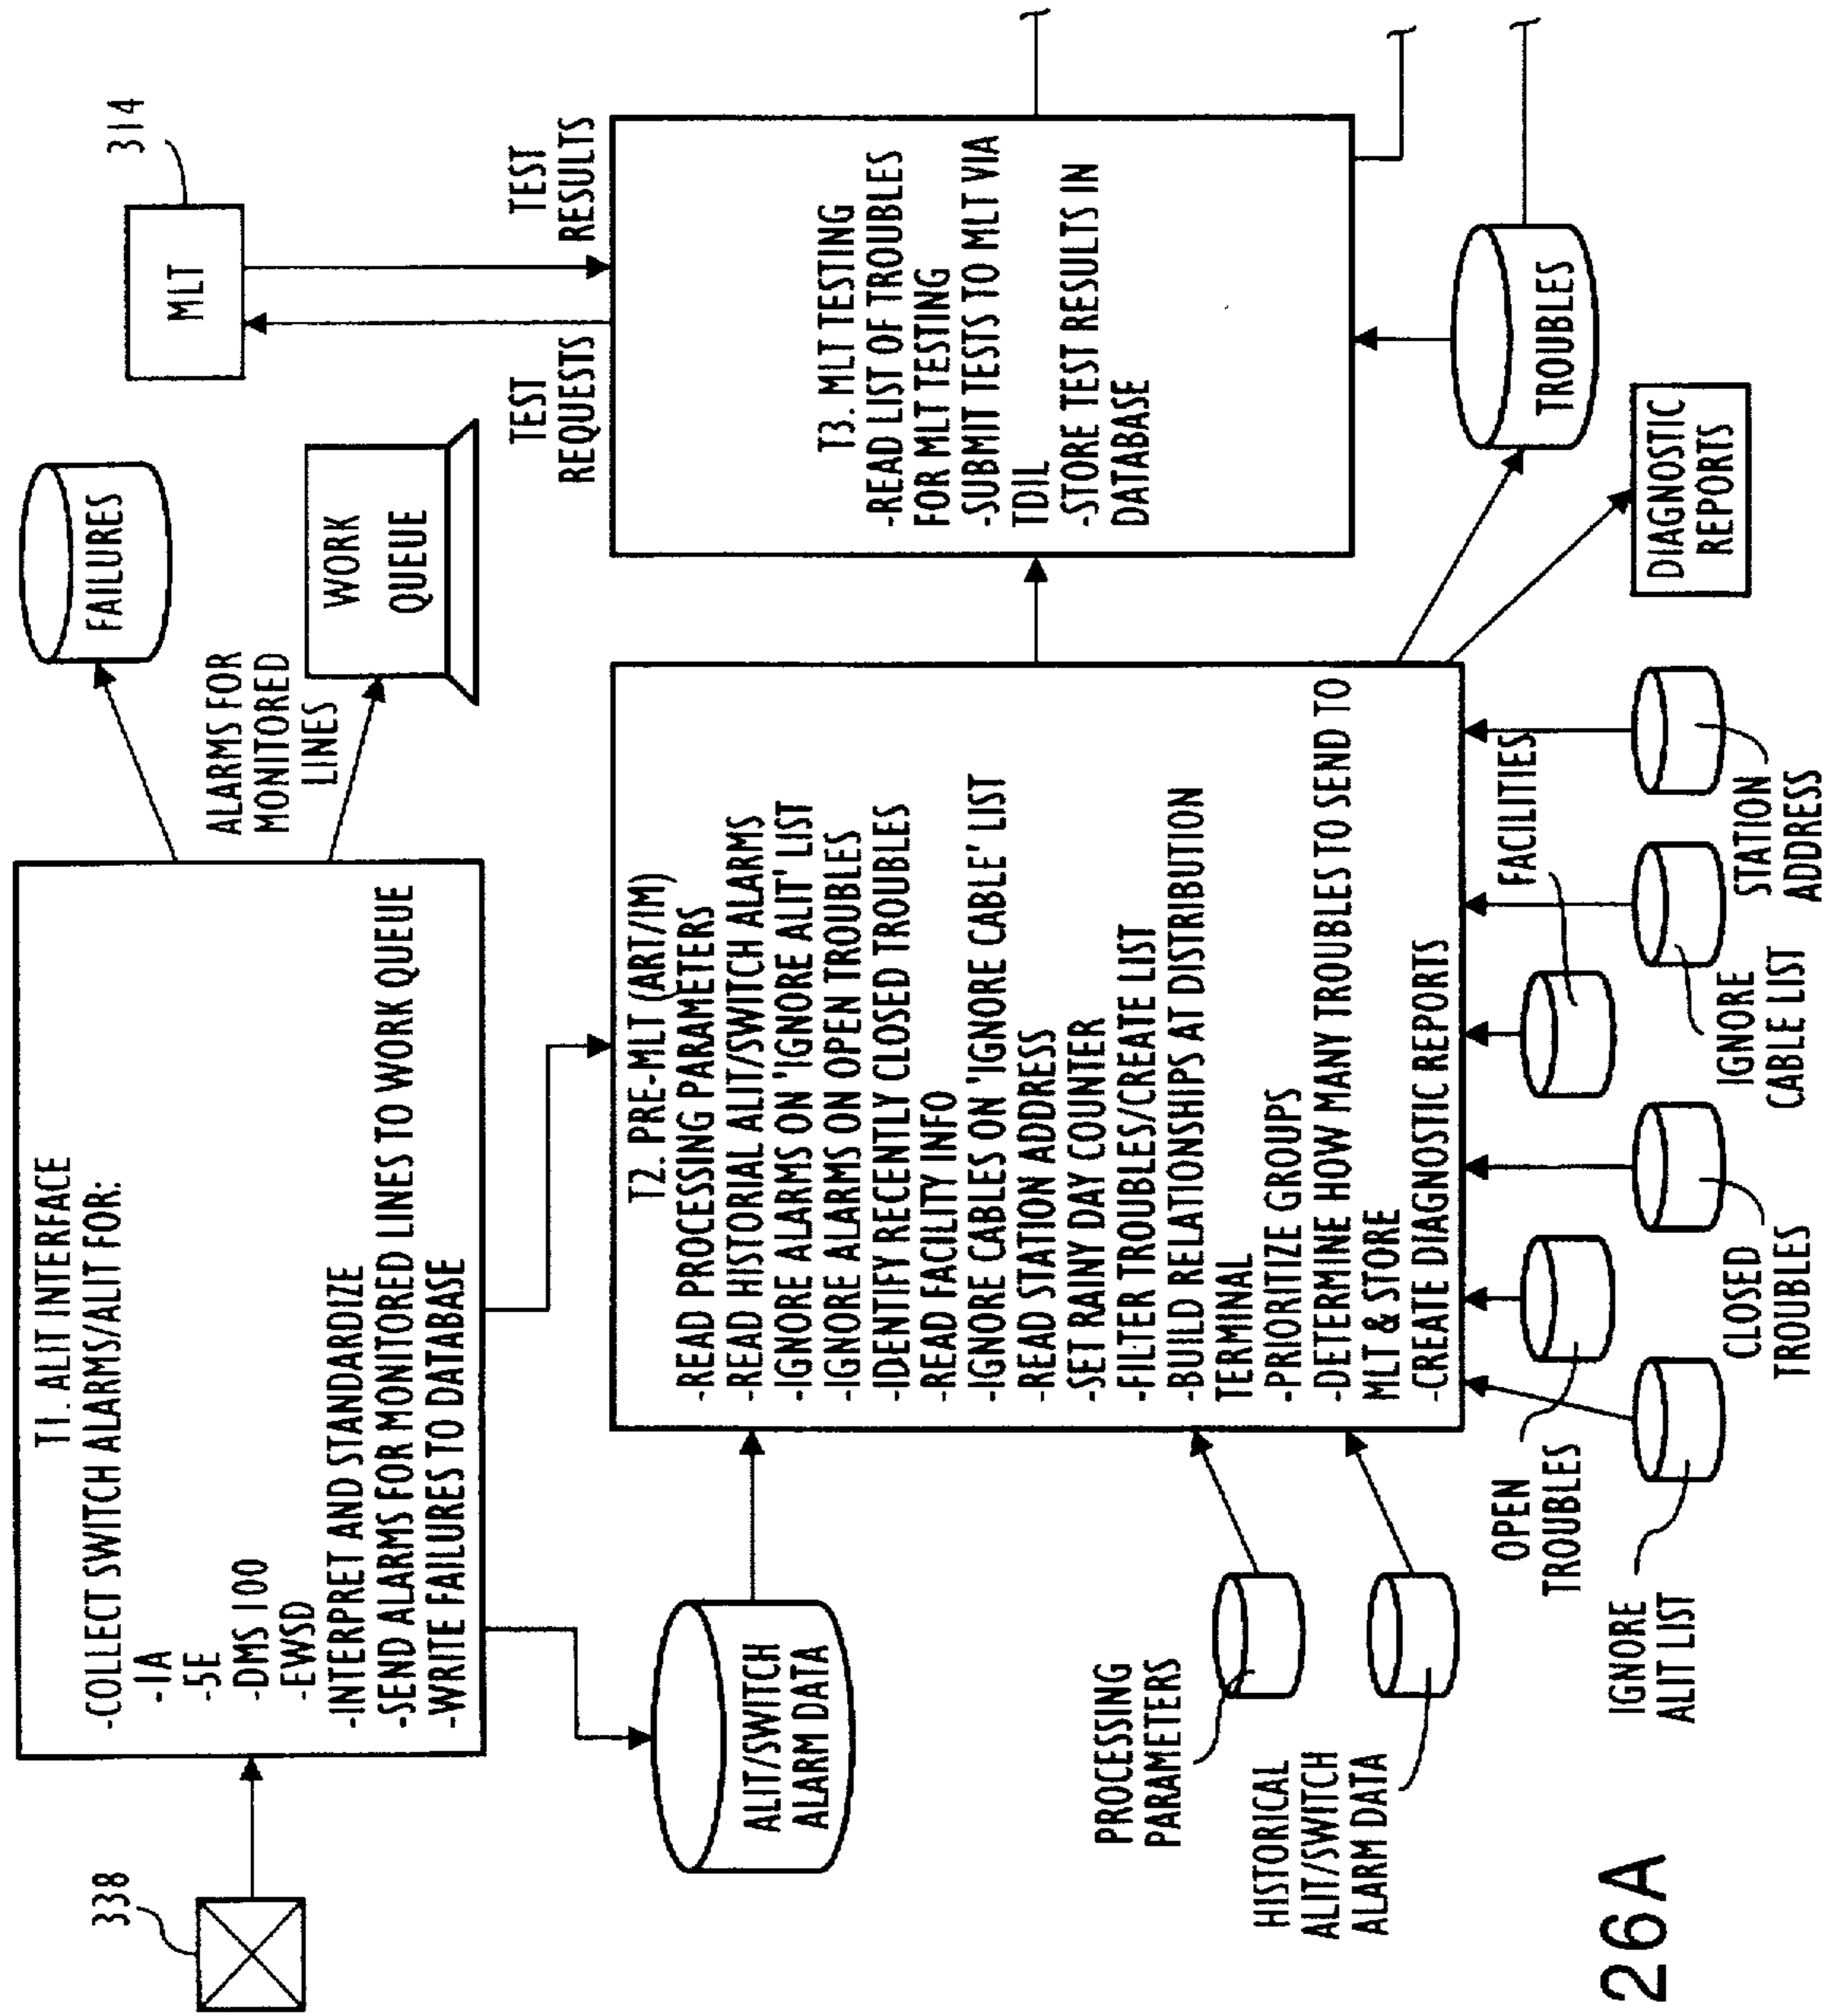 338
T1. ALIT INTERFACE
-COLLECT SWITCH ALARMS/ALIT FOR:
-1A
-5E
-DMS 100
-EWSD
-INTERPRET AND STANDARDIZE
-SEND ALARMS FOR MONITORED LINES TO WORK QUEUE
-WRITE FAILURES TO DATABASE
FAILURES
ALARMS FOR
MONITORED
LINES
WORK
QUEUE
MLT
314
TEST
REQUESTS
TEST
RESULTS
ALIT/SWITCH
ALARM DATA
T2. PRE-MLT (ART/IM)
-READ PROCESSING PARAMETERS
-READ HISTORIAL ALIT/SWITCH ALARMS
-IGNORE ALARMS ON 'IGNORE ALIT' LIST
-IGNORE ALARMS ON OPEN TROUBLES
-IDENTIFY RECENTLY CLOSED TROUBLES
-READ FACILITY INFO
-IGNORE CABLES ON 'IGNORE CABLE' LIST
-READ STATION ADDRESS
-SET RAINY DAY COUNTER
-FILTER TROUBLES/CREATE LIST
-BUILD RELATIONSHIPS AT DISTRIBUTION
TERMINAL
-PRIORITIZE GROUPS
-DETERMINE HOW MANY TROUBLES TO SEND TO
MLT & STORE
-CREATE DIAGNOSTIC REPORTS
T3. MLT TESTING
-READ LIST OF TROUBLES
FOR MLT TESTING
-SUBMIT TESTS TO MLT VIA
TDIL
-STORE TEST RESULTS IN
DATABASE
PROCESSING
PARAMETERS
HISTORICAL
ALIT/SWITCH
ALARM DATA
OPEN
TROUBLES
IGNORE
ALIT LIST
CLOSED
TROUBLES
FACILITIES
IGNORE
CABLE LIST
STATION
ADDRESS
TROUBLES
DIAGNOSTIC
REPORTS
26A